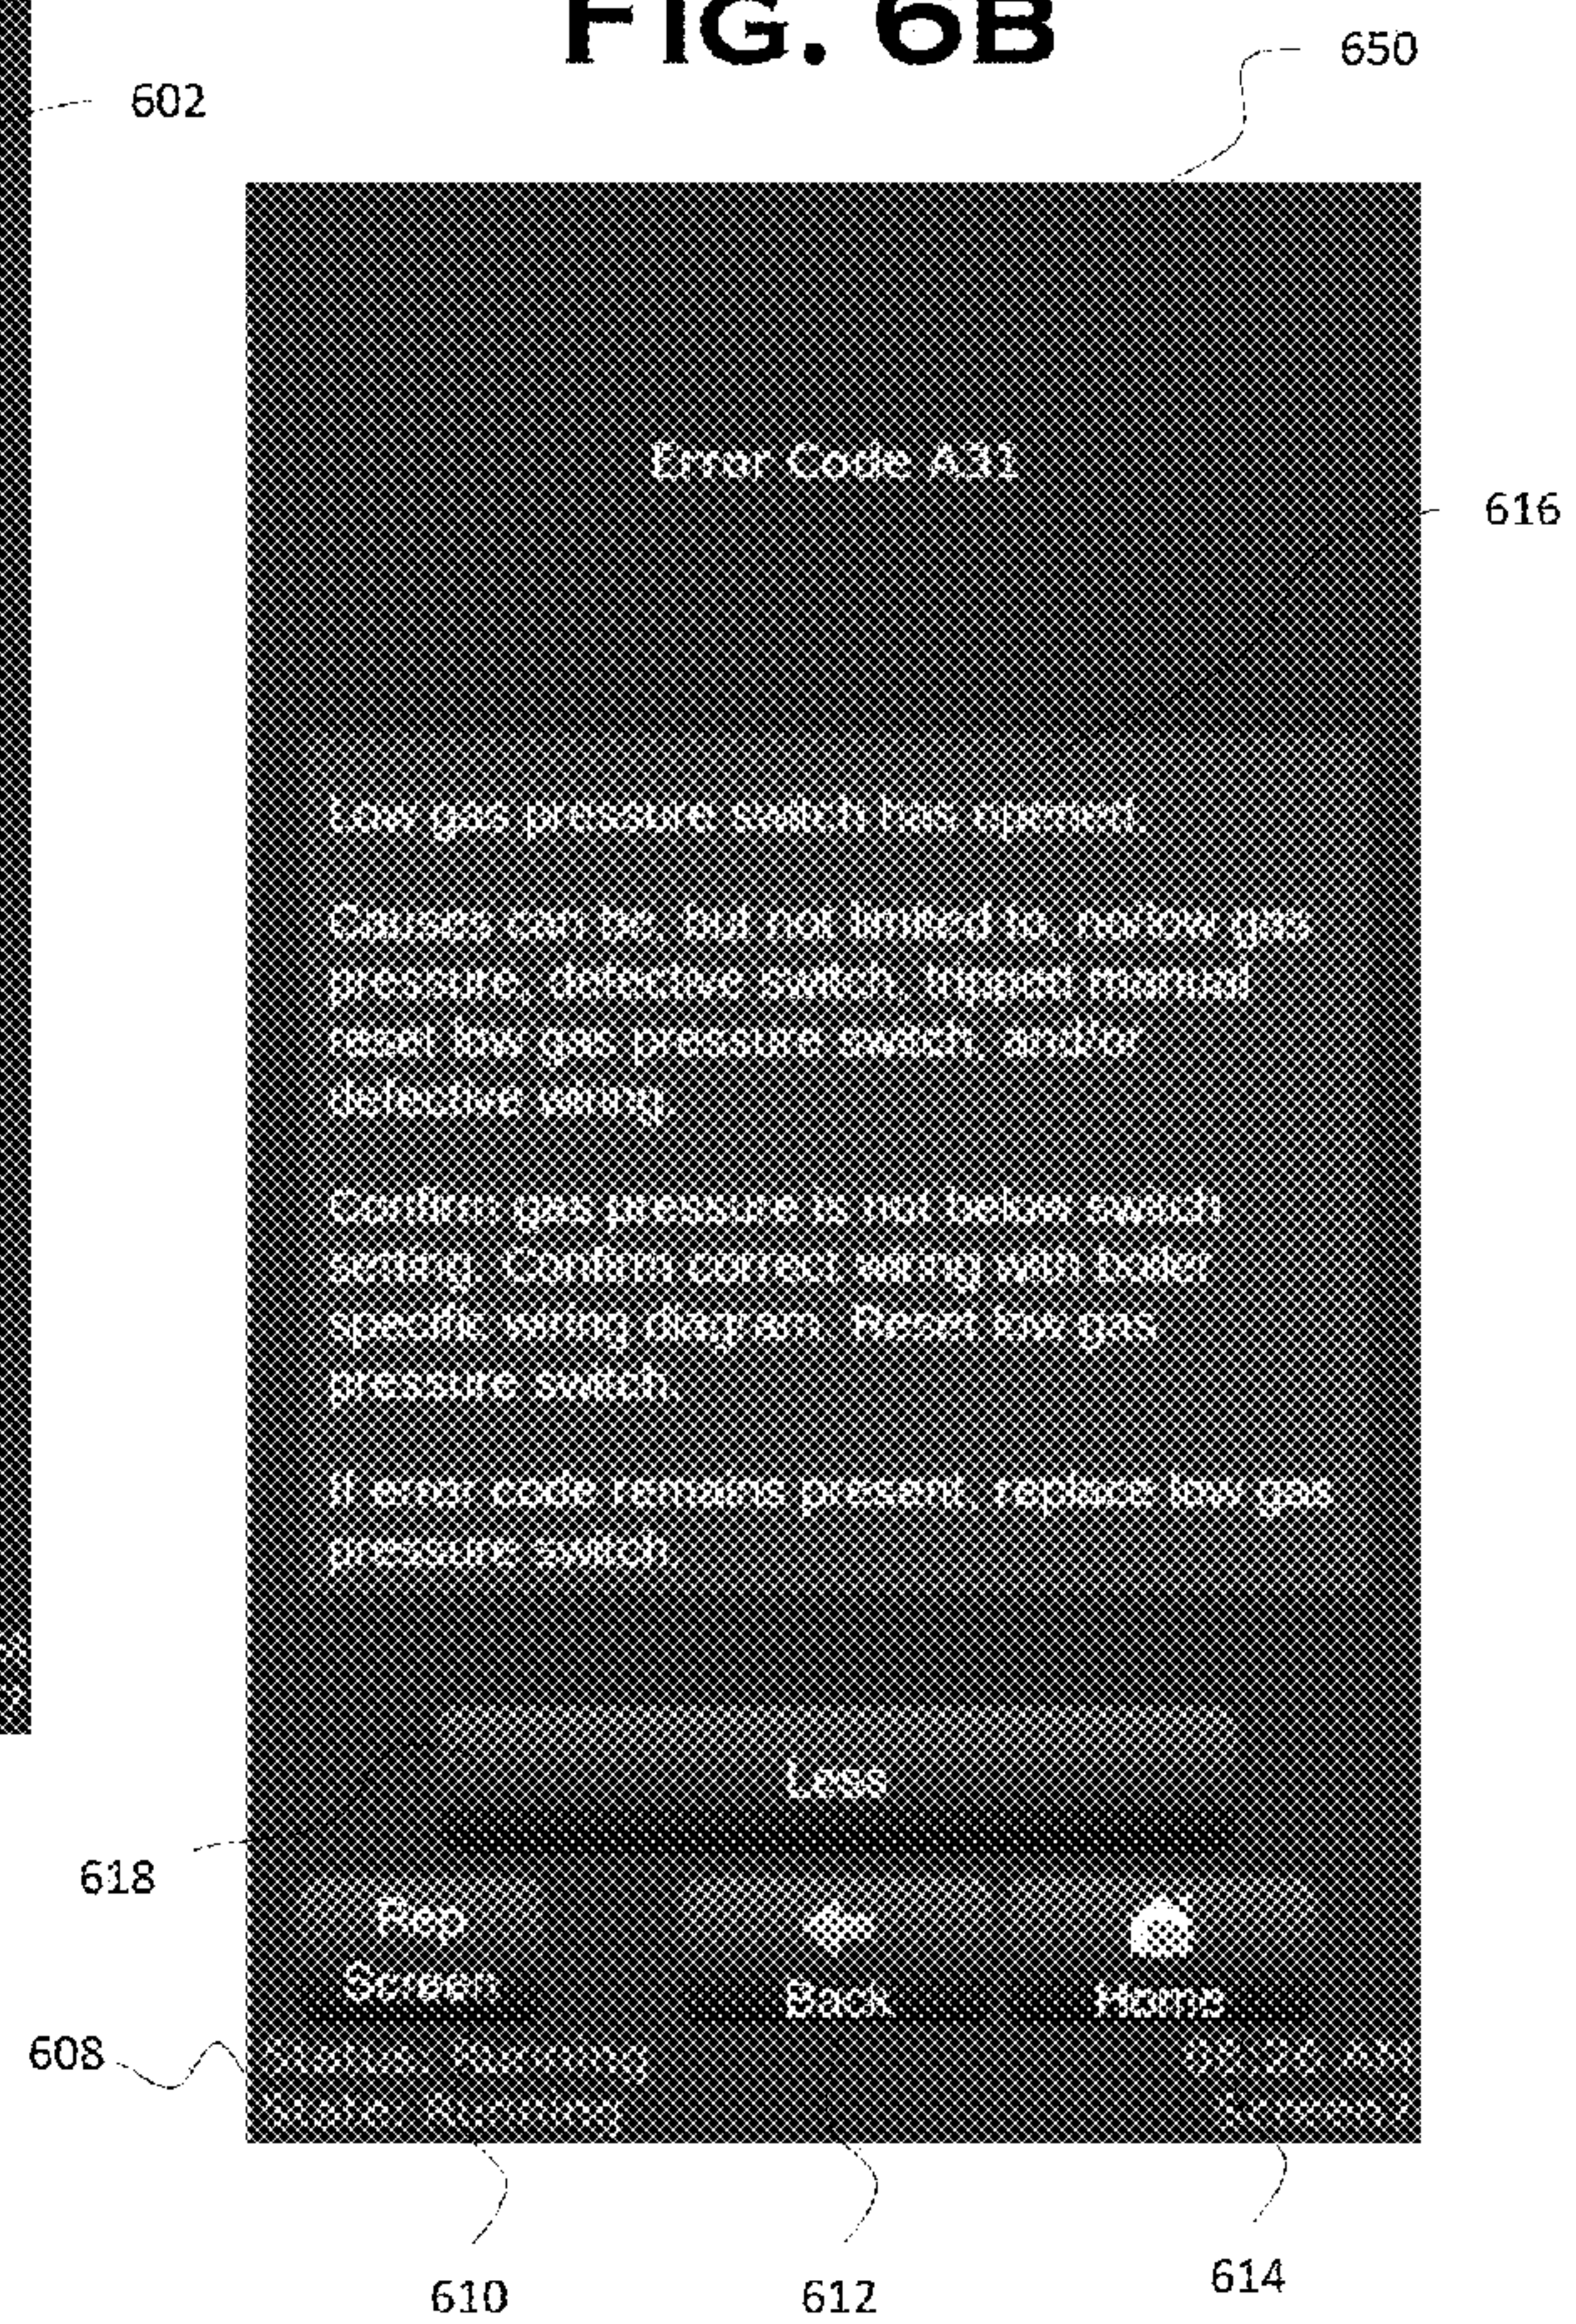 FIG. 6B
650
602
Error Code A31
616
Low gas pressure switch has opened.
Causes can be, but not limited to, no/low gas
pressure, defective switch, tripped manual
reset low gas pressure switch, and/or
defective wiring.
Confirm gas pressure is not below switch
setting. Confirm correct wiring with boiler
specific wiring diagram. Reset low gas
pressure switch.
If error code remains present, replace low gas
pressure switch.
Less
618
Rep
Screen
Back
Home
608
Status: Running
State: Running
610
612
614